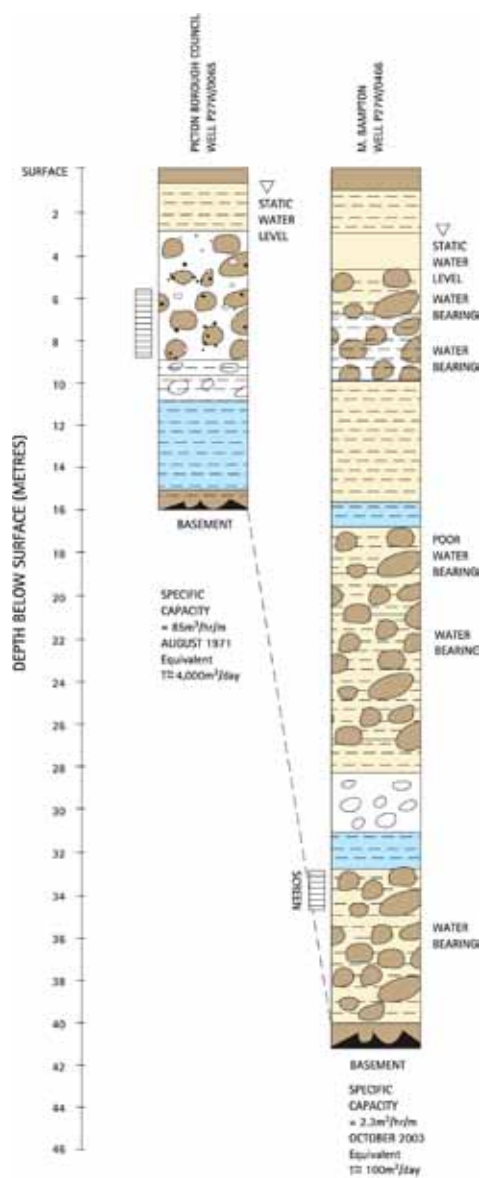 PICTON BOROUGH COUNCIL
WELL P27W/0065
M. BAMPTON
WELL P27W/0466
SURFACE
2
4
6
8
10
12
14
16
18
20
22
24
26
28
30
32
34
36
38
40
42
44
46
DEPTH BELOW SURFACE (METRES)
STATIC
WATER
LEVEL
BASEMENT
SPECIFIC
CAPACITY
= 85m³/hr/m
AUGUST 1971
Equivalent
T≅ 4,000m²/day
STATIC
WATER
LEVEL
WATER
BEARING
WATER
BEARING
POOR
WATER
BEARING
WATER
BEARING
SCREEN
WATER
BEARING
BASEMENT
SPECIFIC
CAPACITY
= 2.3m³/hr/m
OCTOBER 2003
Equivalent
T≅ 100m²/day